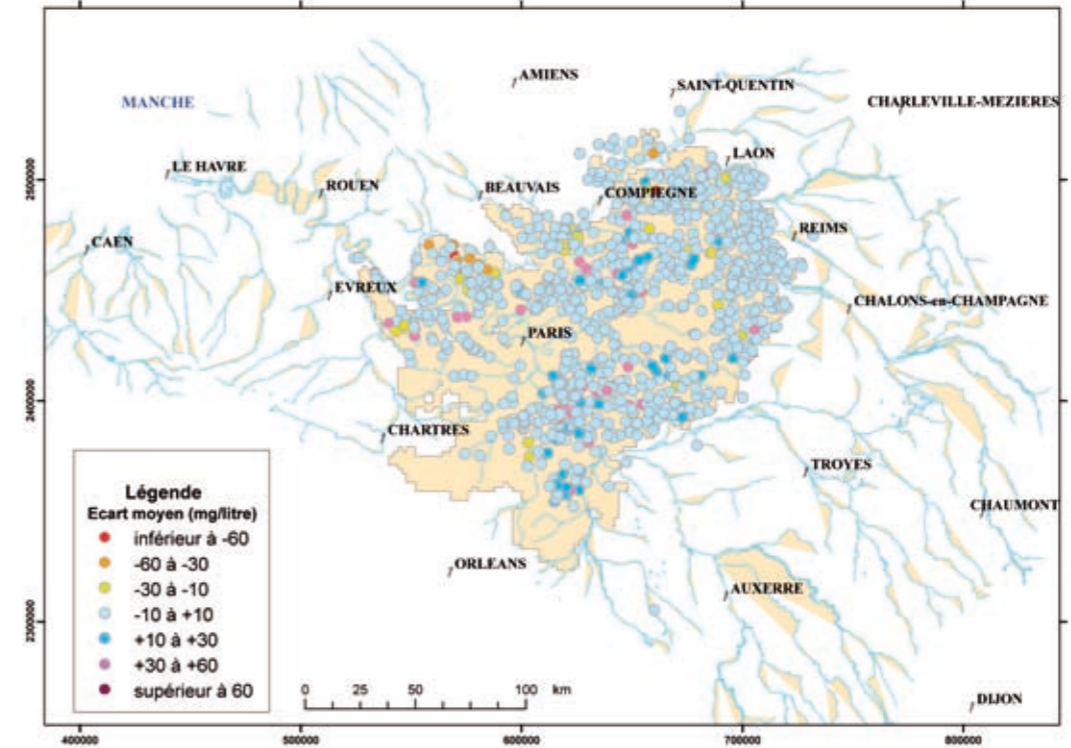 AMIENS
SAINT-QUENTIN
MANCHE
CHARLEVILLE-MEZIERES
LAON
LE HAVRE
ROUEN
BEAUVAIS
COMPIEGNE
REIMS
CAEN
EVREUX
CHALONS-en-CHAMPAGNE
PARIS
CHARTRES
TROYES
CHAUMONT
ORLEANS
AUXERRE
DIJON
Légende
Ecart moyen (mg/litre)
inférieur à -60
-60 à -30
-30 à -10
-10 à +10
+10 à +30
+30 à +60
supérieur à 60
0 25 50 100 km
2500000
2400000
2300000
400000 500000 600000 7000000 8000000